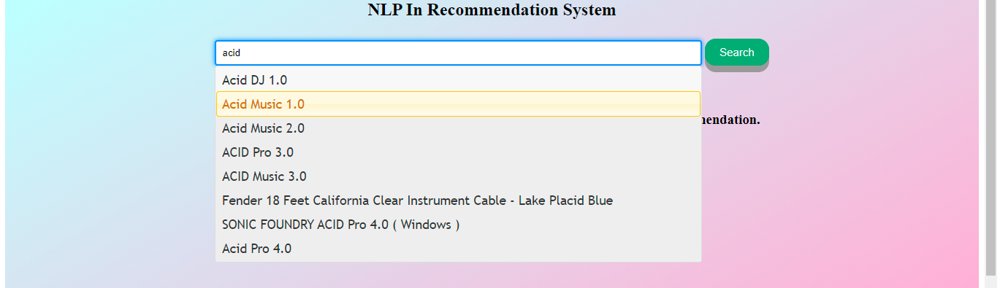 NLP In Recommendation System
acid
Search
Acid DJ 1.0
Acid Music 1.0
Acid Music 2.0
ACID Pro 3.0
ACID Music 3.0
Fender 18 Feet California Clear Instrument Cable - Lake Placid Blue
SONIC FOUNDRY ACID Pro 4.0 ( Windows )
Acid Pro 4.0